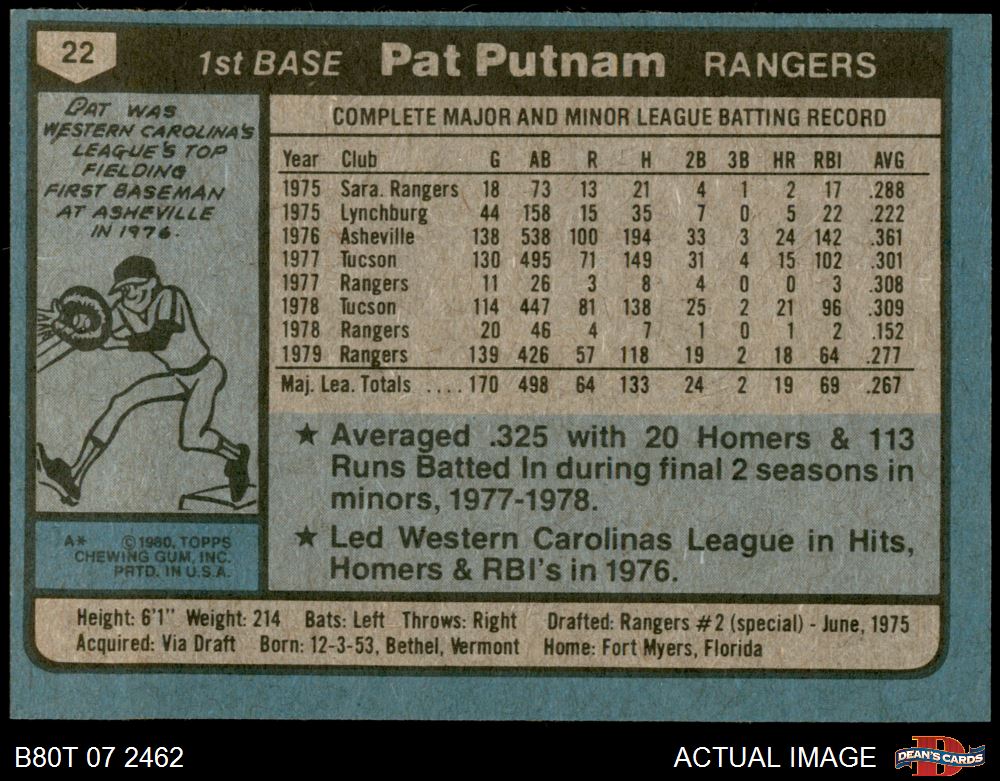 22
1st BASE Pat Putnam RANGERS
PAT WAS
WESTERN CAROLINA'S
LEAGUE'S TOP
FIELDING
FIRST BASEMAN
AT ASHEVILLE
IN 1976.
COMPLETE MAJOR AND MINOR LEAGUE BATTING RECORD
Year Club G AB R H 2B 3B HR RBI AVG
1975 Sara. Rangers 18 73 13 21 4 1 2 17 .288
1975 Lynchburg 44 158 15 35 7 0 5 22 .222
1976 Asheville 138 538 100 194 33 3 24 142 .361
1977 Tucson 130 495 71 149 31 4 15 102 .301
1977 Rangers 11 26 3 8 4 0 0 3 .308
1978 Tucson 114 447 81 138 25 2 21 96 .309
1978 Rangers 20 46 4 7 1 0 1 2 .152
1979 Rangers 139 426 57 118 19 2 18 64 .277
Maj. Lea. Totals .... 170 498 64 133 24 2 19 69 .267
★ Averaged .325 with 20 Homers & 113
Runs Batted In during final 2 seasons in
minors, 1977-1978.
★ Led Western Carolinas League in Hits,
Homers & RBI's in 1976.
A* © 1980, TOPPS
CHEWING GUM, INC.
PRTD. IN U.S.A.
Height: 6'1" Weight: 214 Bats: Left Throws: Right Drafted: Rangers #2 (special) - June, 1975
Acquired: Via Draft Born: 12-3-53, Bethel, Vermont Home: Fort Myers, Florida
B80T 07 2462 ACTUAL IMAGE
D
DEAN'S CARDS